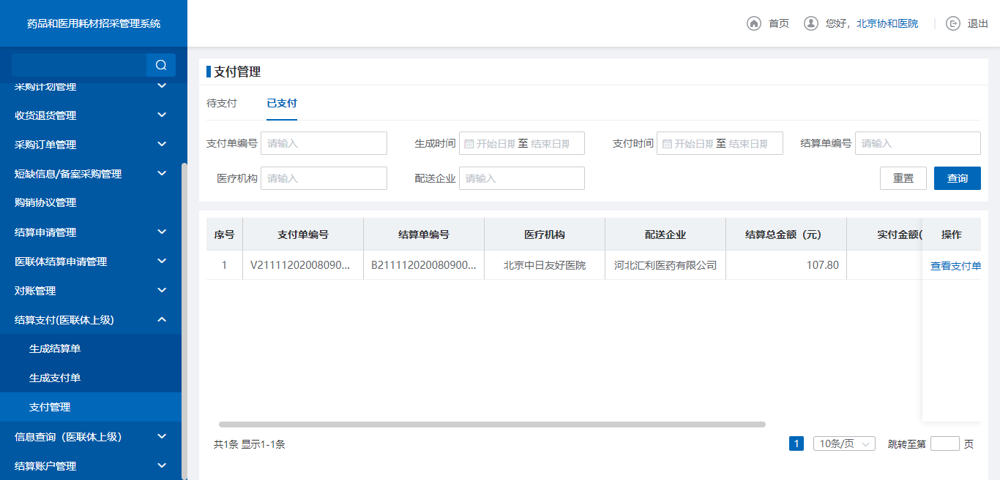 药品和医用耗材招采管理系统
首页
您好，北京协和医院
退出
采购计划管理
收货退货管理
采购订单管理
短缺信息/备案采购管理
购销协议管理
结算申请管理
医联体结算申请管理
对账管理
结算支付(医联体上级)
生成结算单
生成支付单
支付管理
信息查询（医联体上级）
结算账户管理
支付管理
待支付 已支付
支付单编号 请输入 生成时间 开始日期 至 结束日期 支付时间 开始日期 至 结束日期 结算单编号 请输入
医疗机构 请输入 配送企业 请输入 重置 查询
序号 支付单编号 结算单编号 医疗机构 配送企业 结算总金额（元） 实付金额( 操作
1 V21111202008090... B211112020080900... 北京中日友好医院 河北汇利医药有限公司 107.80 查看支付单
共1条 显示1-1条 1 10条/页 跳转至第 页